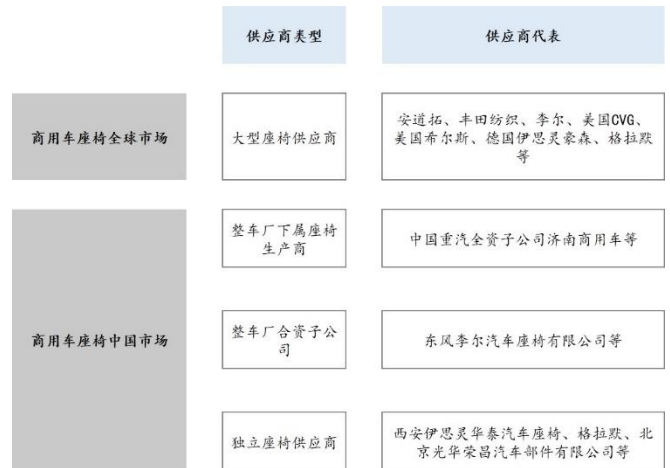 供应商类型
供应商代表
商用车座椅全球市场
大型座椅供应商
安道拓、丰田纺织、李尔、美国CVG、
美国希尔斯、德国伊思灵豪森、格拉默
等
商用车座椅中国市场
整车厂下属座椅
生产商
中国重汽全资子公司济南商用车等
整车厂合资子公
司
东风李尔汽车座椅有限公司等
独立座椅供应商
西安伊思灵华泰汽车座椅、格拉默、北
京光华荣昌汽车部件有限公司等